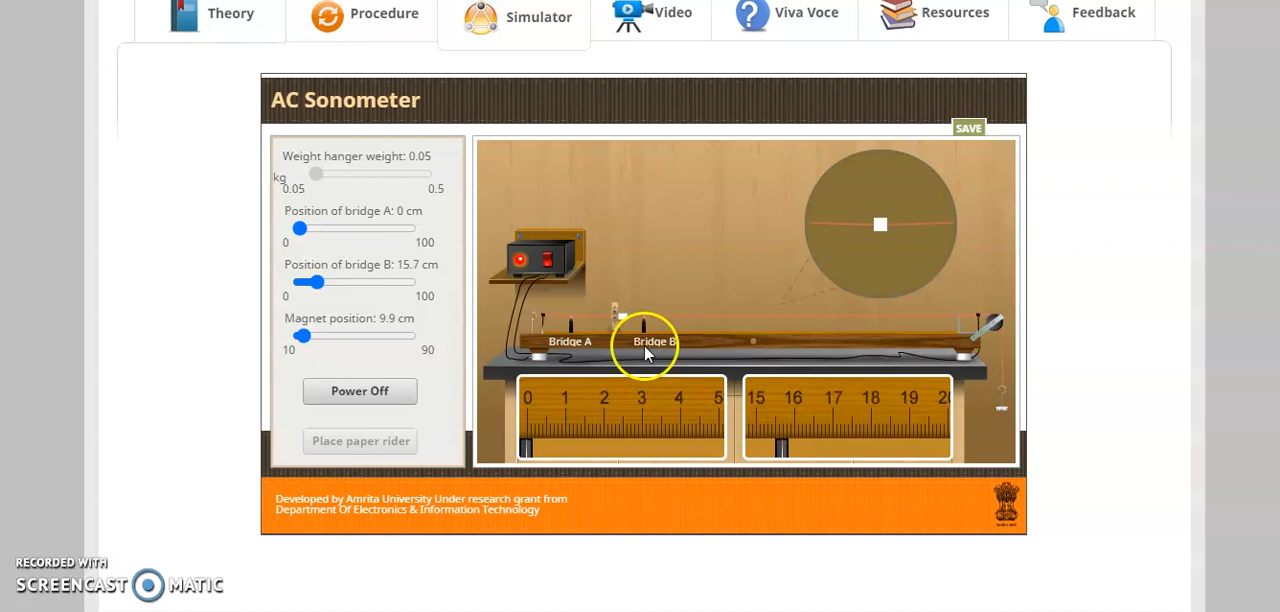 Theory
Procedure
Simulator
Video
Viva Voce
Resources
Feedback
AC Sonometer
SAVE
Weight hanger weight: 0.05
kg
0.05 0.5
Position of bridge A: 0 cm
0 100
Position of bridge B: 15.7 cm
0 100
Magnet position: 9.9 cm
10 90
Power Off
Place paper rider
Bridge A Bridge B
0 1 2 3 4 5
15 16 17 18 19 20
Developed by Amrita University Under research grant from
Department Of Electronics & Information Technology
RECORDED WITH
SCREENCAST MATIC